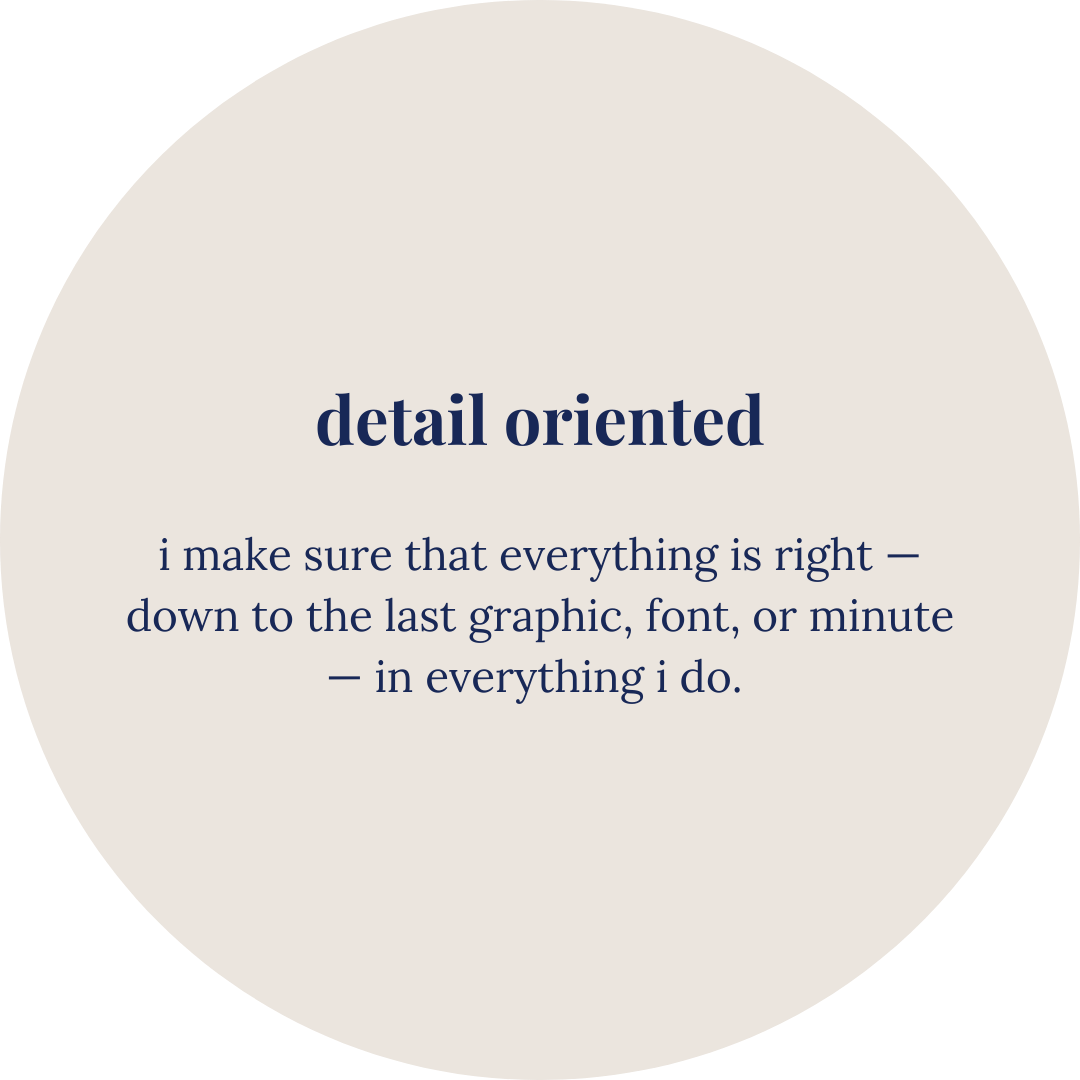 detail oriented
i make sure that everything is right —
down to the last graphic, font, or minute
— in everything i do.